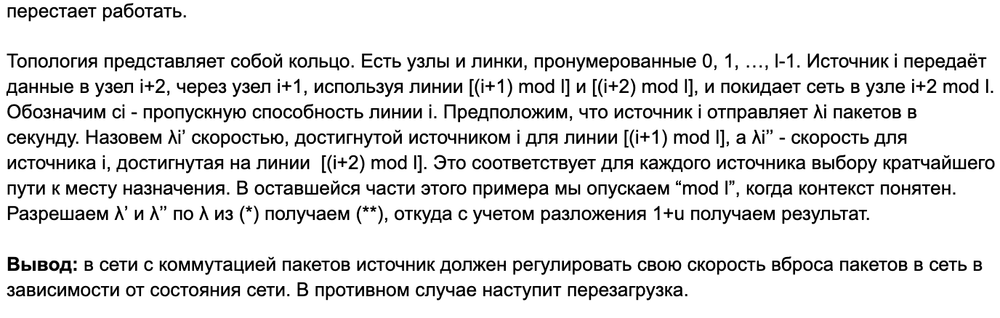 перестает работать.
Топология представляет собой кольцо. Есть узлы и линки, пронумерованные 0, 1, …, I-1. Источник i передаёт
данные в узел i+2, через узел i+1, используя линии [(i+1) mod I] и [(i+2) mod I], и покидает сеть в узле i+2 mod I.
Обозначим ci - пропускную способность линии i. Предположим, что источник i отправляет λi пакетов в
секунду. Назовем λi’ скоростью, достигнутой источником i для линии [(i+1) mod I], а λi’’ - скорость для
источника i, достигнутая на линии  [(i+2) mod I]. Это соответствует для каждого источника выбору кратчайшего
пути к месту назначения. В оставшейся части этого примера мы опускаем “mod I”, когда контекст понятен.
Разрешаем λ’ и λ’’ по λ из (*) получаем (**), откуда с учетом разложения 1+u получаем результат.
Вывод: в сети с коммутацией пакетов источник должен регулировать свою скорость вброса пакетов в сеть в
зависимости от состояния сети. В противном случае наступит перезагрузка.